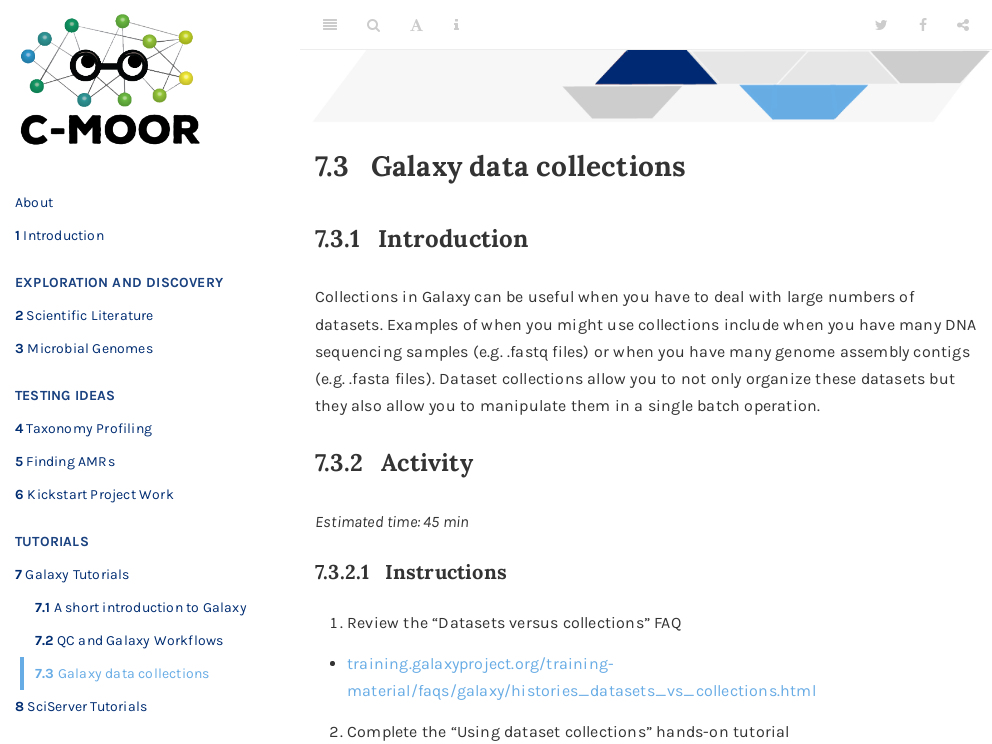 C-MOOR
About
1 Introduction
EXPLORATION AND DISCOVERY
2 Scientific Literature
3 Microbial Genomes
TESTING IDEAS
4 Taxonomy Profiling
5 Finding AMRs
6 Kickstart Project Work
TUTORIALS
7 Galaxy Tutorials
7.1 A short introduction to Galaxy
7.2 QC and Galaxy Workflows
7.3 Galaxy data collections
8 SciServer Tutorials
7.3 Galaxy data collections
7.3.1 Introduction
Collections in Galaxy can be useful when you have to deal with large numbers of
datasets. Examples of when you might use collections include when you have many DNA
sequencing samples (e.g. .fastq files) or when you have many genome assembly contigs
(e.g. .fasta files). Dataset collections allow you to not only organize these datasets but
they also allow you to manipulate them in a single batch operation.
7.3.2 Activity
Estimated time: 45 min
7.3.2.1 Instructions
1. Review the “Datasets versus collections” FAQ
• training.galaxyproject.org/training-
material/faqs/galaxy/histories_datasets_vs_collections.html
2. Complete the “Using dataset collections” hands-on tutorial